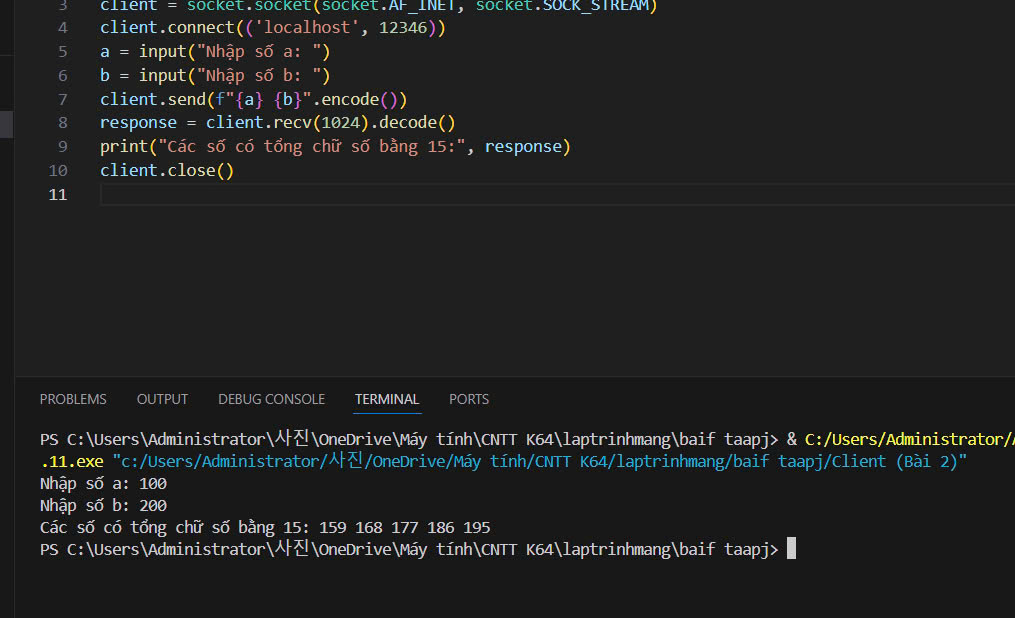 3 client = socket.socket(socket.AF_INET, socket.SOCK_STREAM)
4 client.connect(('localhost', 12346))
5 a = input("Nhập số a: ")
6 b = input("Nhập số b: ")
7 client.send(f"{a} {b}".encode())
8 response = client.recv(1024).decode()
9 print("Các số có tổng chữ số bằng 15:", response)
10 client.close()
11
PROBLEMS OUTPUT DEBUG CONSOLE TERMINAL PORTS
PS C:\Users\Administrator\사진\OneDrive\Máy tính\CNTT K64\laptrinhmang\baif taapj> & C:/Users/Administrator/
.11.exe "c:/Users/Administrator/사진/OneDrive/Máy tính/CNTT K64/laptrinhmang/baif taapj/Client (Bài 2)"
Nhập số a: 100
Nhập số b: 200
Các số có tổng chữ số bằng 15: 159 168 177 186 195
PS C:\Users\Administrator\사진\OneDrive\Máy tính\CNTT K64\laptrinhmang\baif taapj>